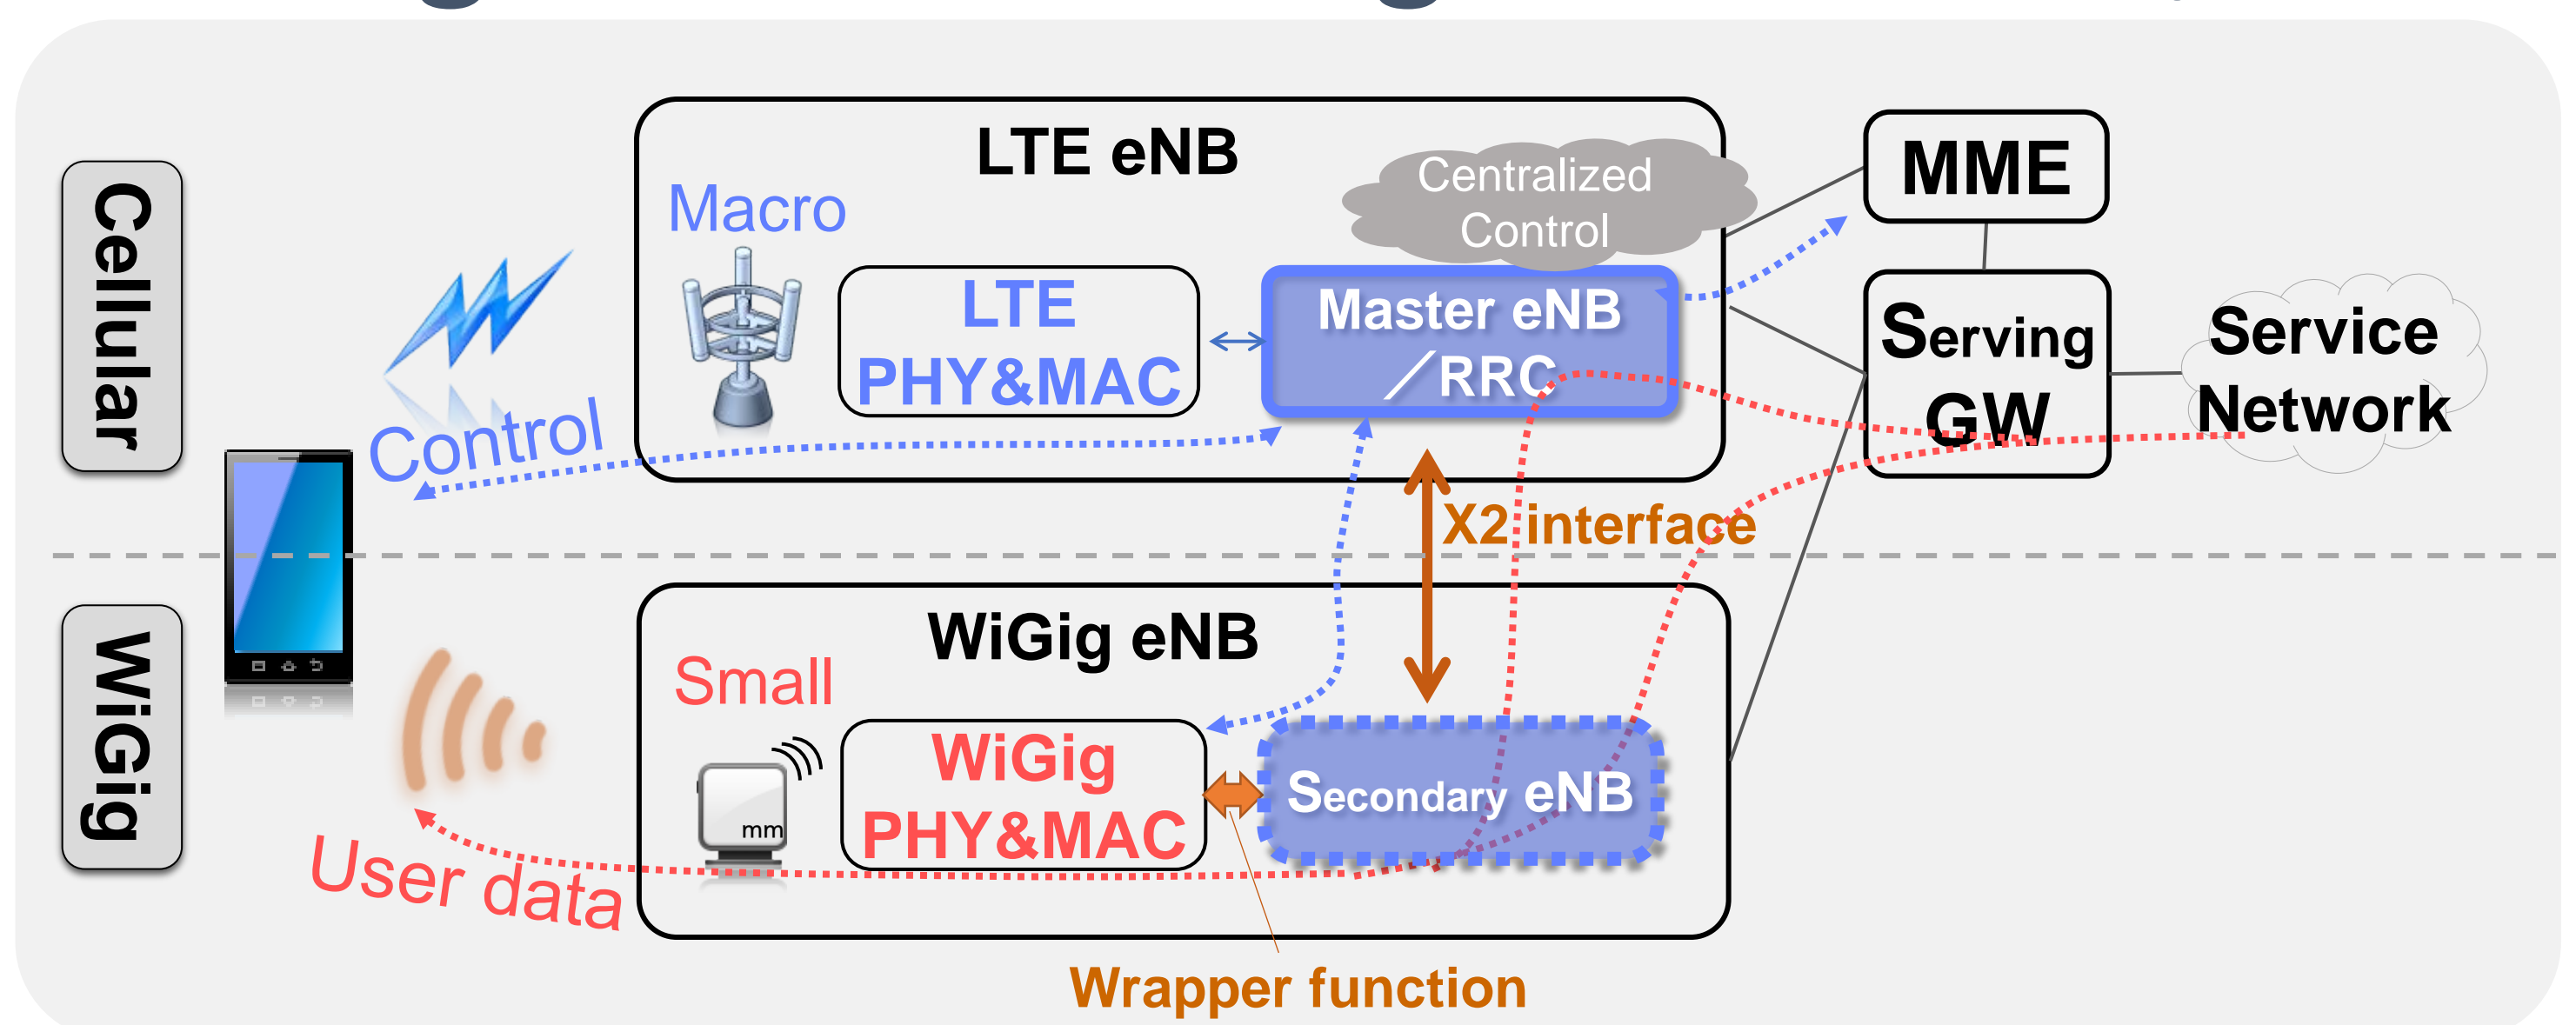 Cellular
LTE eNB
Macro
Centralized
Control
MME
LTE
PHY&MAC
Master eNB
／RRC
Serving
GW
Service
Network
Control
X2 interface
WiGig
WiGig eNB
Small
mm
WiGig
PHY&MAC
Secondary eNB
User data
Wrapper function